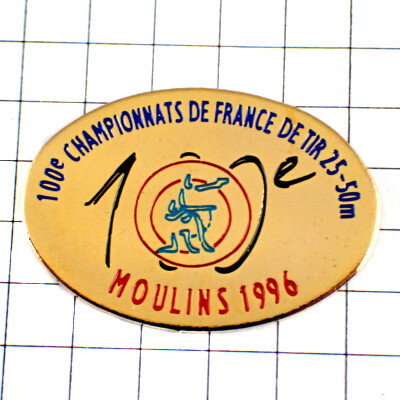 100e CHAMPIONNATS DE FRANCE DE TIR 25-50m
100e
MOULINS 1996